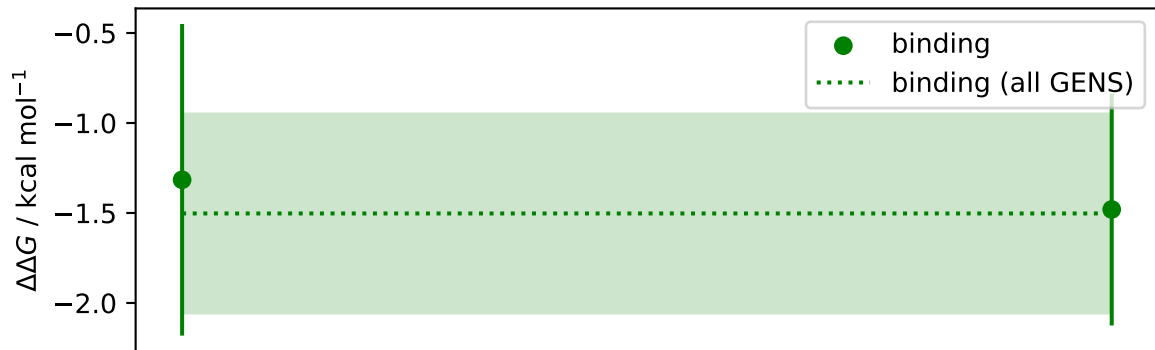 −0.5
−1.0
−1.5
−2.0
ΔΔG / kcal mol⁻¹
binding
binding (all GENS)